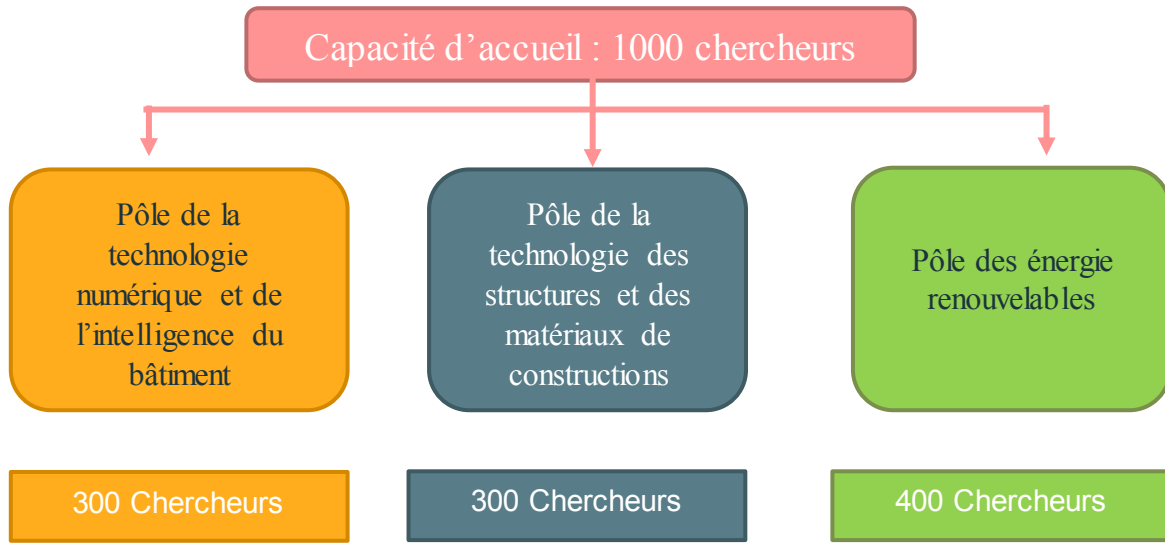 Capacité d’accueil : 1000 chercheurs
Pôle de la
technologie
numérique et de
l’intelligence du
bâtiment
Pôle de la
technologie des
structures et des
matériaux de
constructions
Pôle des énergie
renouvelables
300 Chercheurs
300 Chercheurs
400 Chercheurs